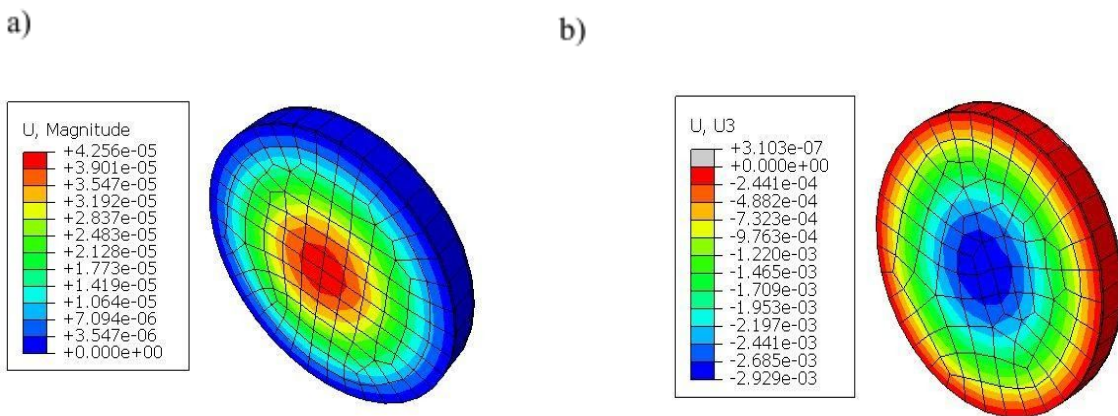 a)
U, Magnitude
+4.256e-05
+3.901e-05
+3.547e-05
+3.192e-05
+2.837e-05
+2.483e-05
+2.128e-05
+1.773e-05
+1.419e-05
+1.064e-05
+7.094e-06
+3.547e-06
+0.000e+00
b)
U, U3
+3.103e-07
+0.000e+00
-2.441e-04
-4.882e-04
-7.323e-04
-9.763e-04
-1.220e-03
-1.465e-03
-1.709e-03
-1.953e-03
-2.197e-03
-2.441e-03
-2.685e-03
-2.929e-03